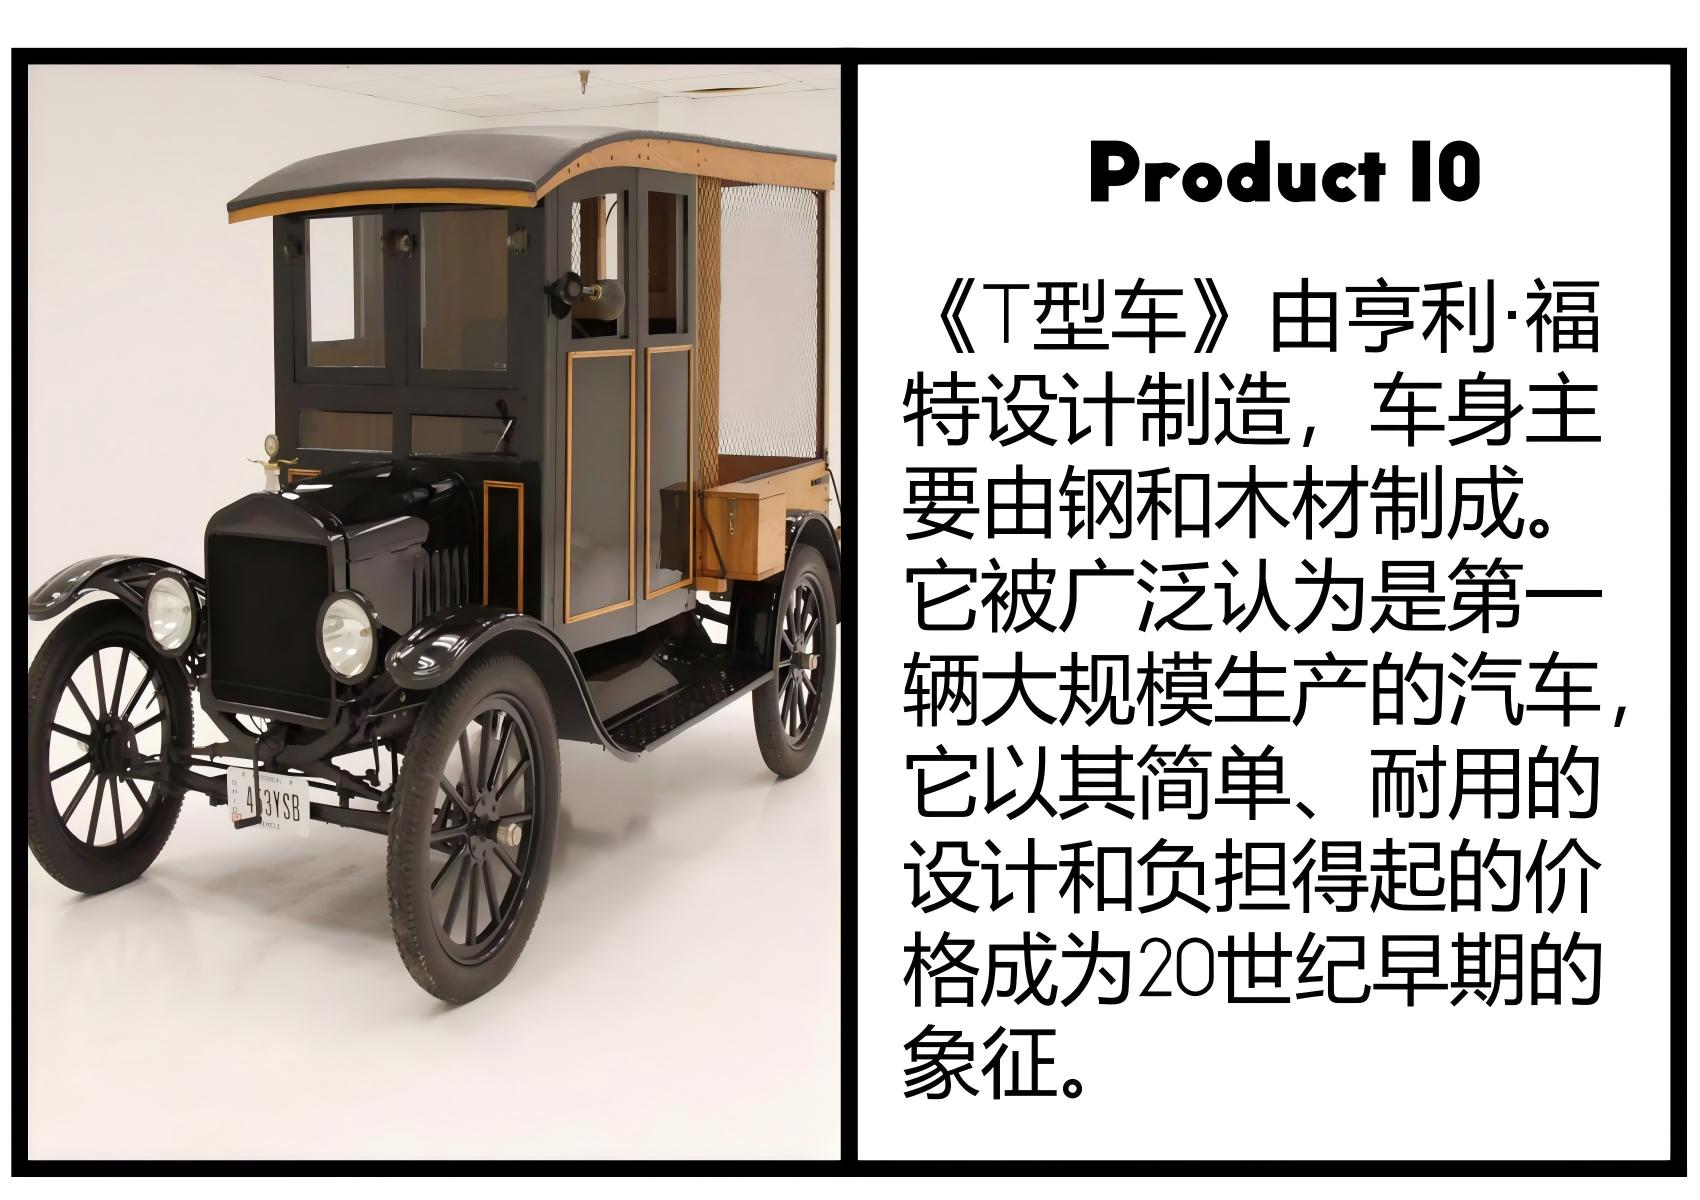 Product 10
《T型车》由亨利·福
特设计制造，车身主
要由钢和木材制成。
它被广泛认为是第一
辆大规模生产的汽车，
它以其简单、耐用的
设计和负担得起的价
格成为20世纪早期的
象征。